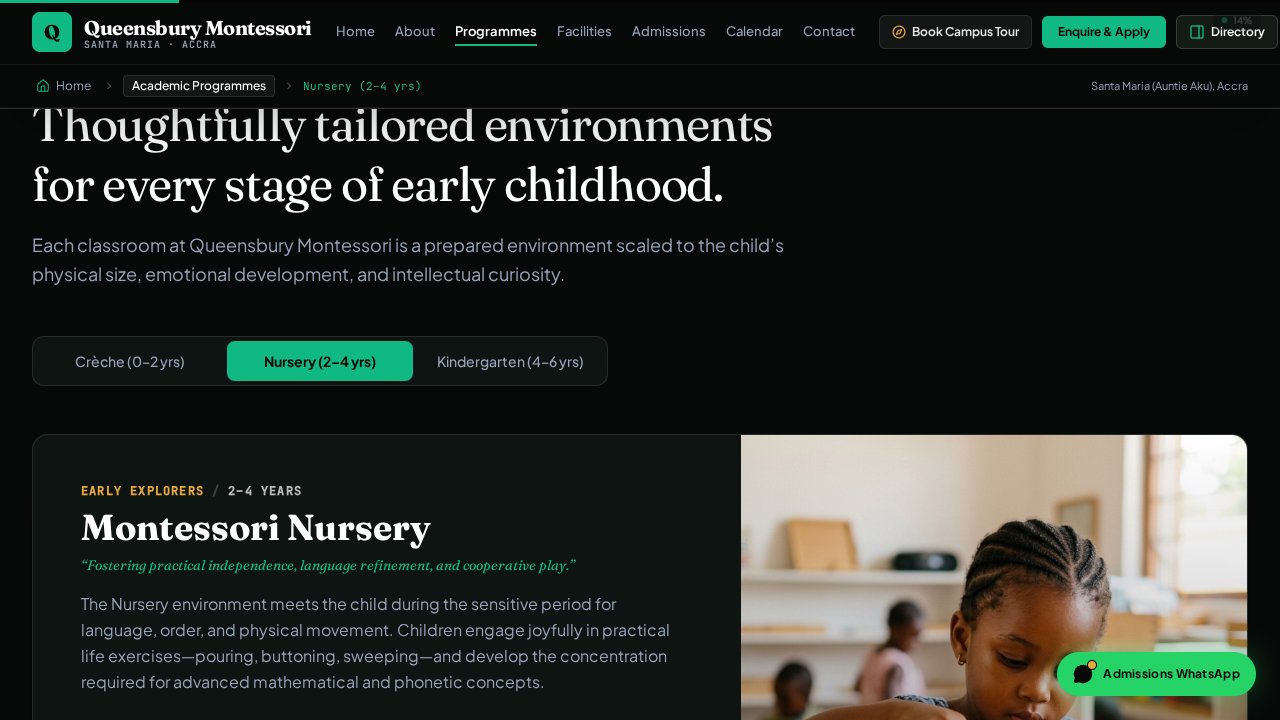 Q
Queensbury Montessori
SANTA MARIA · ACCRA
Home
About
Programmes
Facilities
Admissions
Calendar
Contact
Book Campus Tour
Enquire & Apply
14%
Directory
Home
Academic Programmes
Nursery (2–4 yrs)
Santa Maria (Auntie Aku), Accra
Thoughtfully tailored environments
for every stage of early childhood.
Each classroom at Queensbury Montessori is a prepared environment scaled to the child’s
physical size, emotional development, and intellectual curiosity.
Crèche (0–2 yrs)
Nursery (2–4 yrs)
Kindergarten (4–6 yrs)
EARLY EXPLORERS / 2–4 YEARS
Montessori Nursery
“Fostering practical independence, language refinement, and cooperative play.”
The Nursery environment meets the child during the sensitive period for
language, order, and physical movement. Children engage joyfully in practical
life exercises—pouring, buttoning, sweeping—and develop the concentration
required for advanced mathematical and phonetic concepts.
Admissions WhatsApp